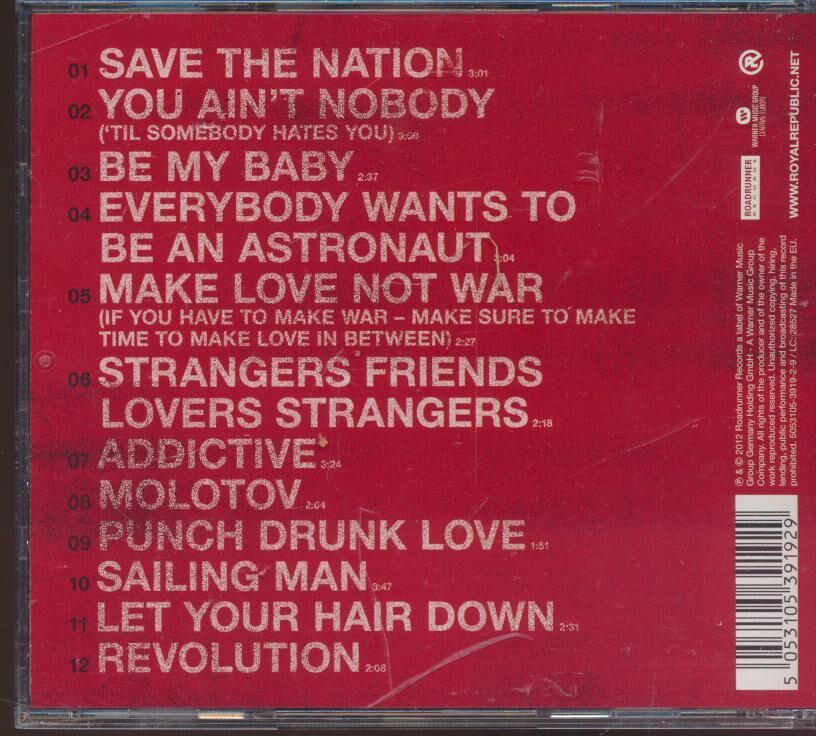 01 SAVE THE NATION 3:01
02 YOU AIN'T NOBODY
('TIL SOMEBODY HATES YOU) 3:50
03 BE MY BABY 2:37
04 EVERYBODY WANTS TO
BE AN ASTRONAUT 3:04
05 MAKE LOVE NOT WAR
(IF YOU HAVE TO MAKE WAR – MAKE SURE TO MAKE
TIME TO MAKE LOVE IN BETWEEN) 2:27
06 STRANGERS FRIENDS
LOVERS STRANGERS 2:18
07 ADDICTIVE 3:24
08 MOLOTOV 2:04
09 PUNCH DRUNK LOVE 1:51
10 SAILING MAN 3:47
11 LET YOUR HAIR DOWN 2:31
12 REVOLUTION 2:08
R
WARNER MUSIC GROUP
CENTRAL EUROPE
ROADRUNNER
RECORDS
WWW.ROYALREPUBLIC.NET
℗ & © 2012 Roadrunner Records a label of Warner Music
Group Germany Holding GmbH - A Warner Music Group
Company. All rights of the producer and of the owner of the
work reproduced reserved. Unauthorized copying, hiring,
lending, public performance and broadcasting of this record
prohibited. 5053105-3919-2-9 / LC: 28527 Made in the EU.
5 053105 391929